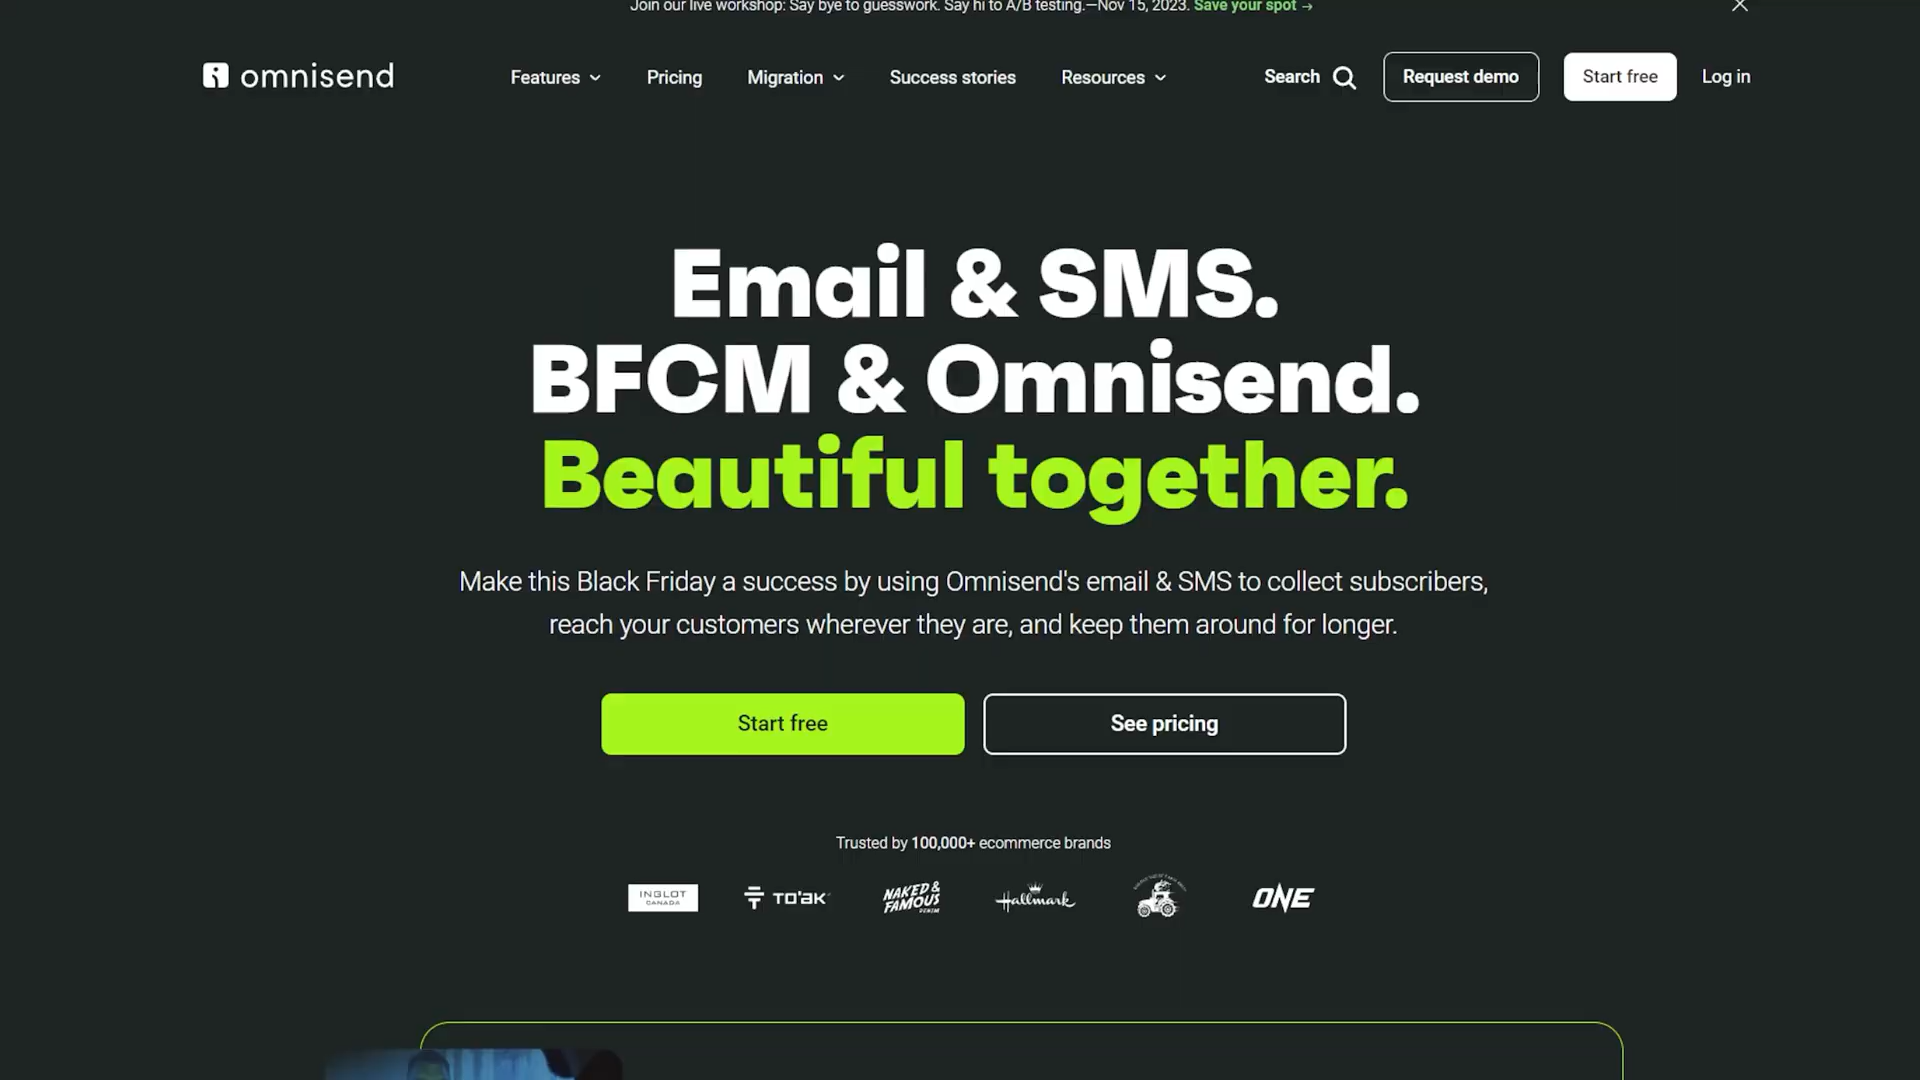 Join our live workshop: Say bye to guesswork. Say hi to A/B testing.—Nov 15, 2023. Save your spot →
omnisend
Features
Pricing
Migration
Success stories
Resources
Search
Request demo
Start free
Log in
Email & SMS.
BFCM & Omnisend.
Beautiful together.
Make this Black Friday a success by using Omnisend's email & SMS to collect subscribers,
reach your customers wherever they are, and keep them around for longer.
Start free
See pricing
Trusted by 100,000+ ecommerce brands
INGLOT
CANADA
TO'AK
NAKED &
FAMOUS
DENIM
Hallmark
ONE